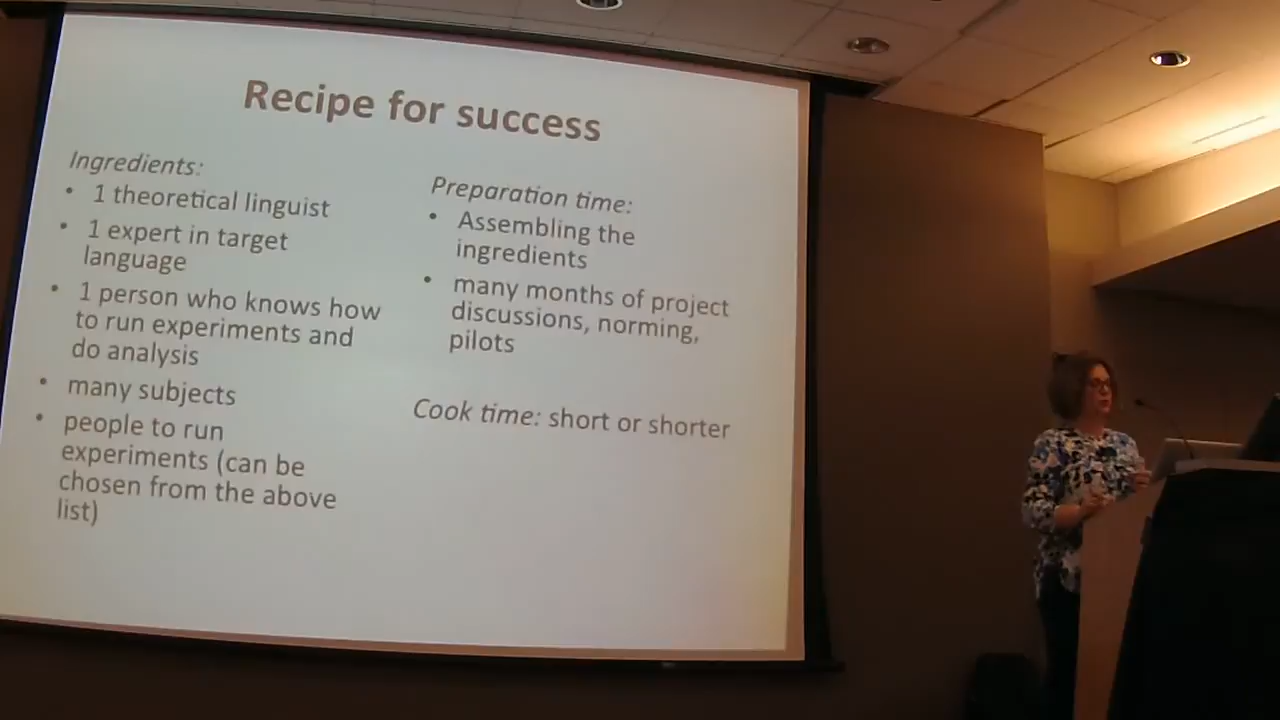 Recipe for success
Ingredients:
• 1 theoretical linguist
• 1 expert in target
language
• 1 person who knows how
to run experiments and
do analysis
• many subjects
• people to run
experiments (can be
chosen from the above
list)
Preparation time:
• Assembling the
ingredients
• many months of project
discussions, norming,
pilots
Cook time: short or shorter